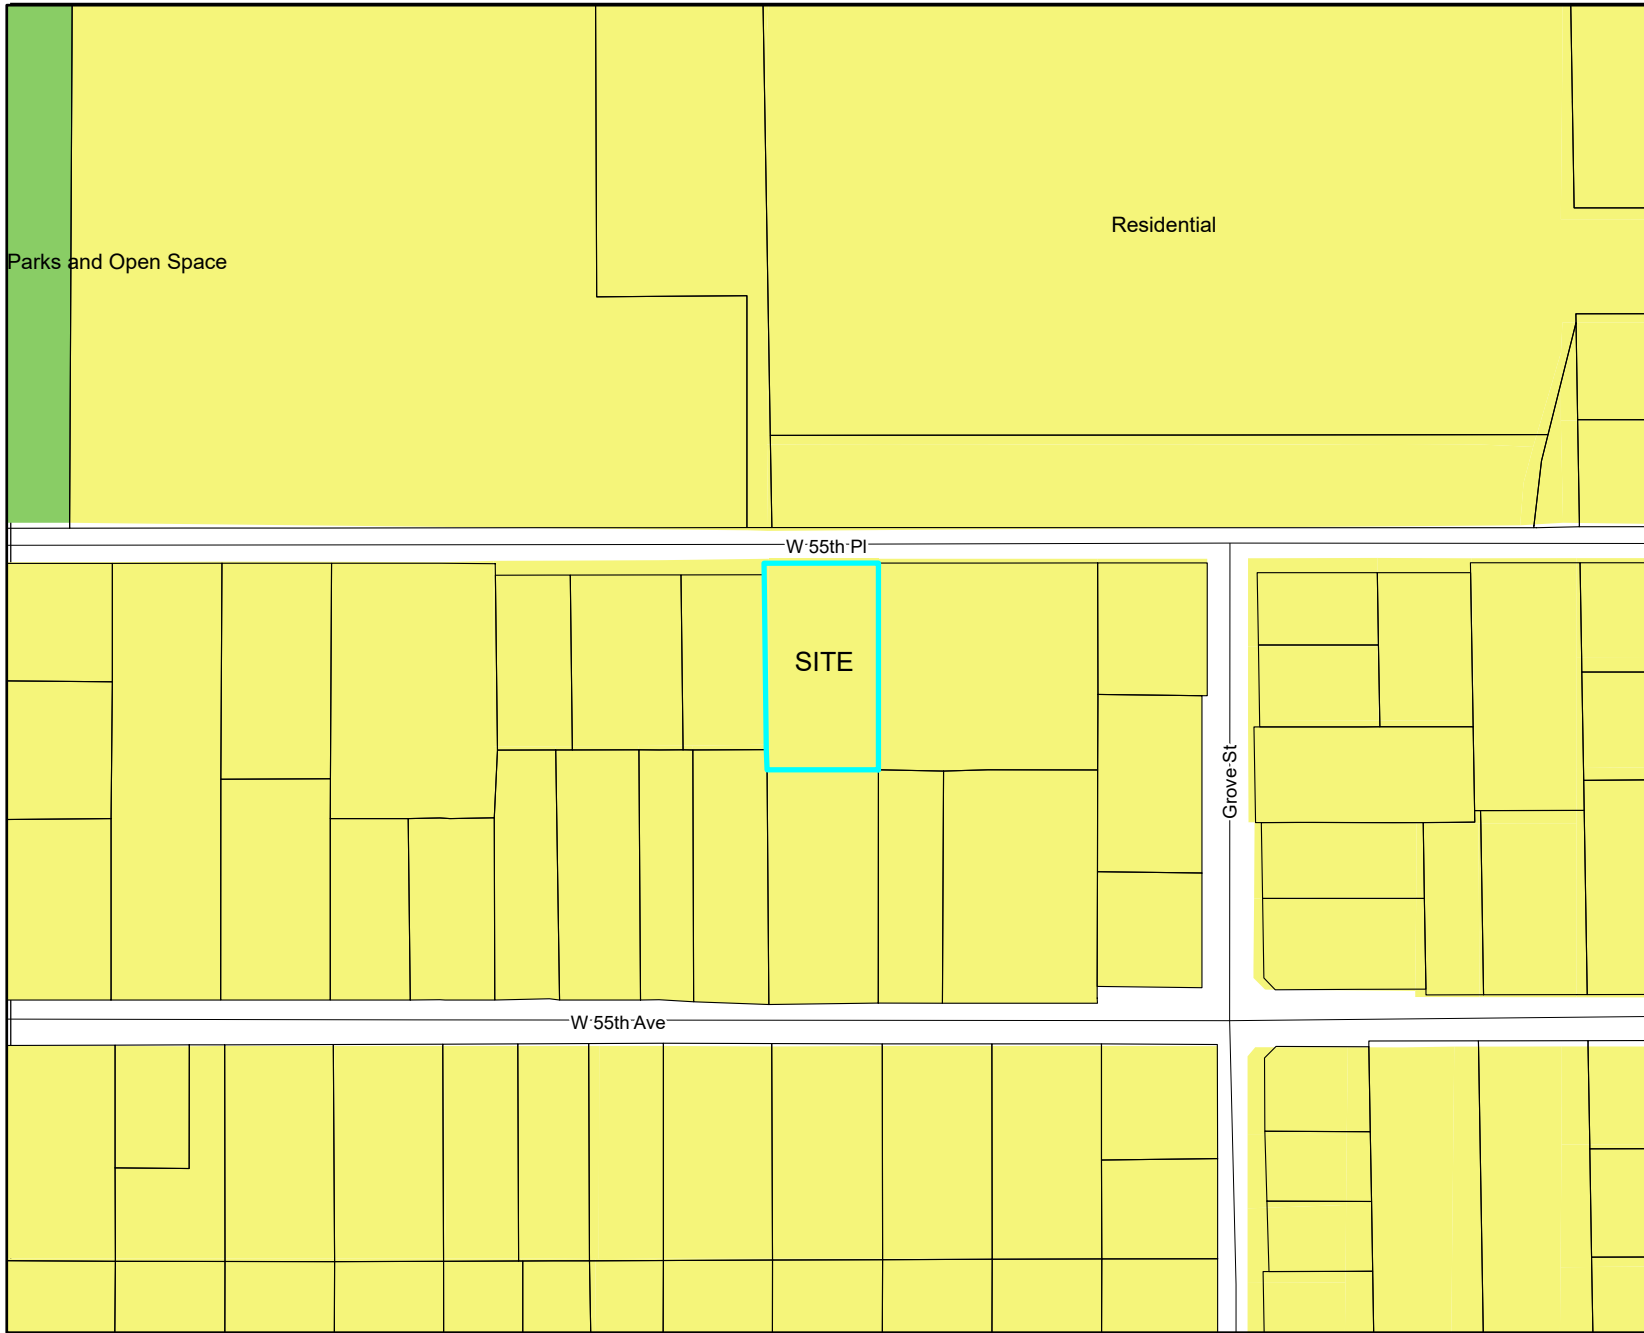 Residential
Parks and Open Space
W 55th Pl
SITE
Grove St
W 55th Ave